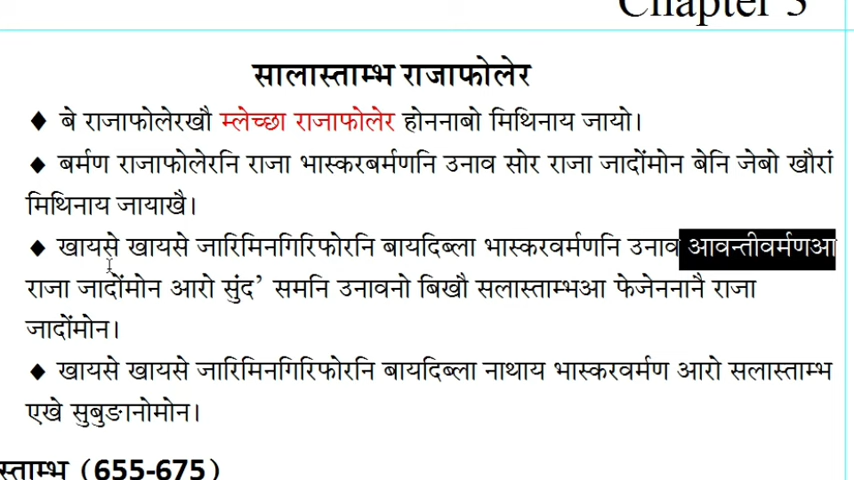 Chapter 3
सालास्ताम्भ राजाफोलेर
♦ बे राजाफोलेरखौ म्लेच्छा राजाफोलेर होननाबो मिथिनाय जायो।
♦ बर्मण राजाफोलेरनि राजा भास्करबर्मणनि उनाव सोर राजा जादोंमोन बेनि जेबो खौरां
मिथिनाय जायाखै।
♦ खायसे खायसे जारिमिनगिरिफोरनि बायदिब्ला भास्करवर्मणनि उनाव आवन्तीवर्मणआ
राजा जादोंमोन आरो सुंद’ समनि उनावनो बिखौ सलास्ताम्भआ फेजेननानै राजा
जादोंमोन।
♦ खायसे खायसे जारिमिनगिरिफोरनि बायदिब्ला नाथाय भास्करवर्मण आरो सलास्ताम्भ
एखे सुबुङानोमोन।
स्ताम्भ (655-675)